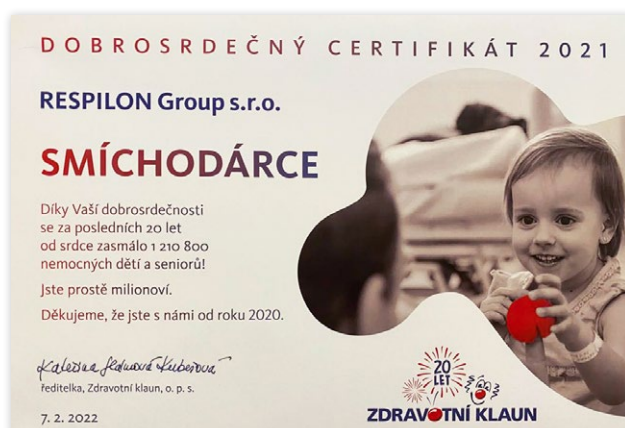 DOBROSRDEČNÝ CERTIFIKÁT 2021
RESPILON Group s.r.o.
SMÍCHODÁRCE
Díky Vaší dobrosrdečnosti
se za posledních 20 let
od srdce zasmálo 1 210 800
nemocných dětí a seniorů!
Jste prostě milionoví.
Děkujeme, že jste s námi od roku 2020.
ředitelka, Zdravotní klaun, o. p. s.
7. 2. 2022
20
LET
ZDRAVOTNÍ KLAUN